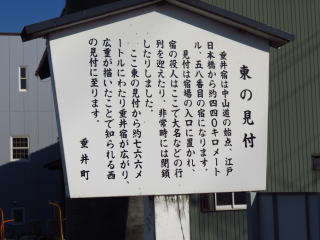 東の見付
垂井宿は中山道の始点、江戸
日本橋から約四四〇キロメート
ル、五八番目の宿になります。
見付は宿場の入口に置かれ、
宿の役人はここで大名などの行
列を迎えたり、非常時には閉鎖
したりしました。
ここ東の見付から約七六六メ
ートルにわたり垂井宿が広がり、
広重が描いたことで知られる西
の見付に至ります。
垂井町